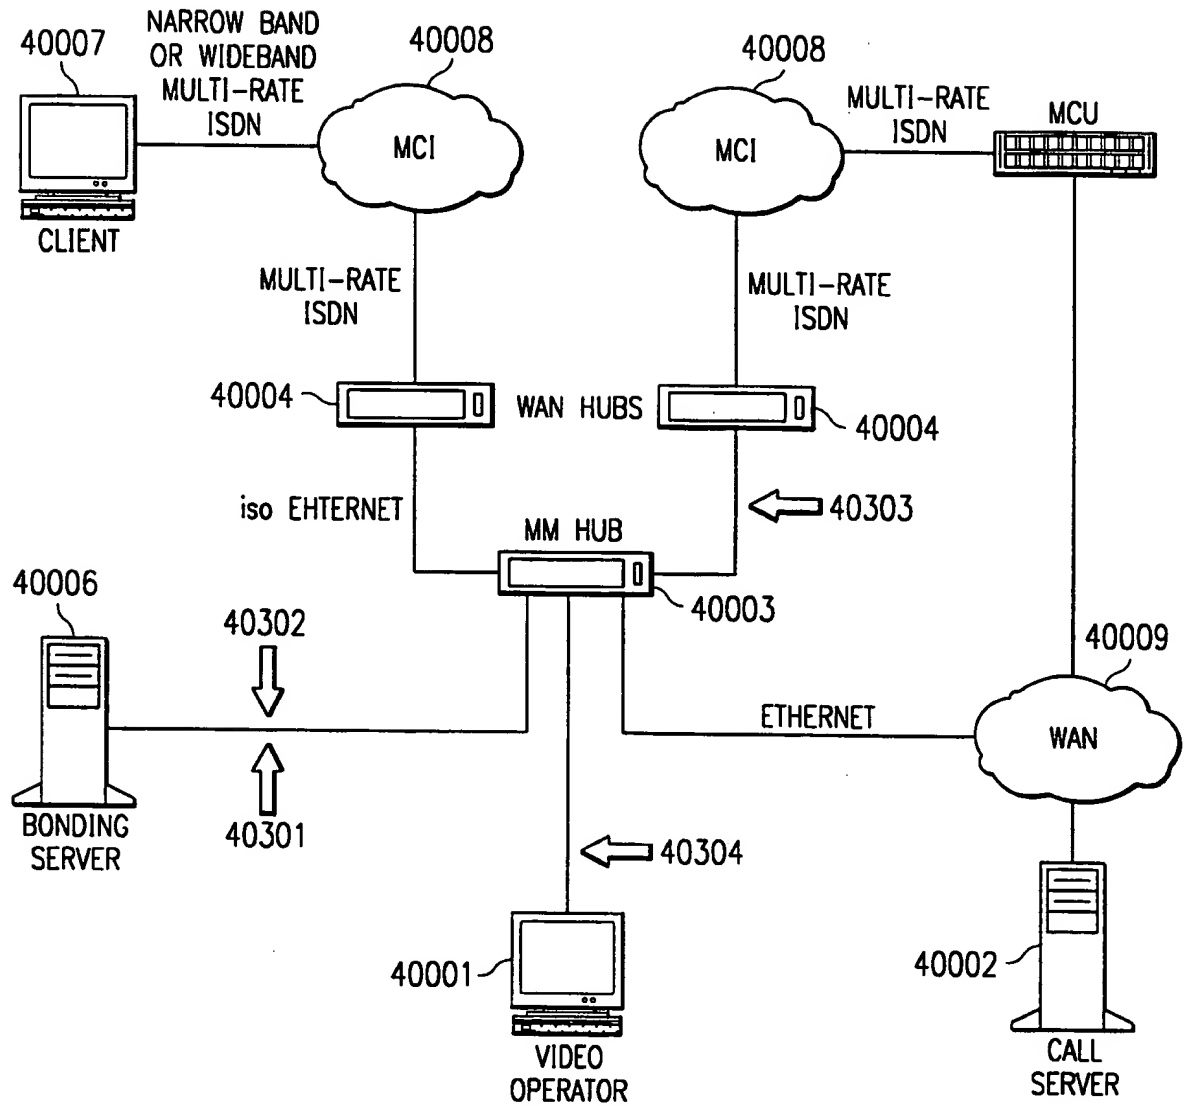 40007
NARROW BAND
OR WIDEBAND
MULTI-RATE
ISDN
40008
MCI
40008
MCI
MULTI-RATE
ISDN
MCU
CLIENT
MULTI-RATE
ISDN
MULTI-RATE
ISDN
40004
WAN HUBS
40004
iso EHTERNET
40303
MM HUB
40003
40006
40302
40009
ETHERNET
WAN
40301
BONDING
SERVER
40304
40001
40002
VIDEO
OPERATOR
CALL
SERVER